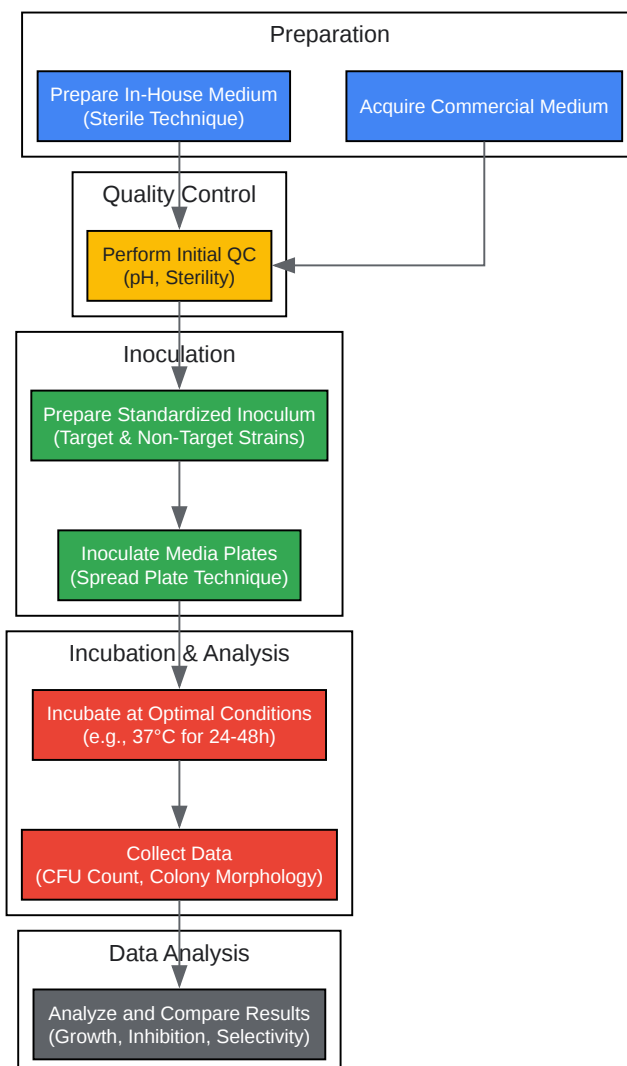 Preparation
Prepare In-House Medium
(Sterile Technique)
Acquire Commercial Medium
Quality Control
Perform Initial QC
(pH, Sterility)
Inoculation
Prepare Standardized Inoculum
(Target & Non-Target Strains)
Inoculate Media Plates
(Spread Plate Technique)
Incubation & Analysis
Incubate at Optimal Conditions
(e.g., 37°C for 24-48h)
Collect Data
(CFU Count, Colony Morphology)
Data Analysis
Analyze and Compare Results
(Growth, Inhibition, Selectivity)